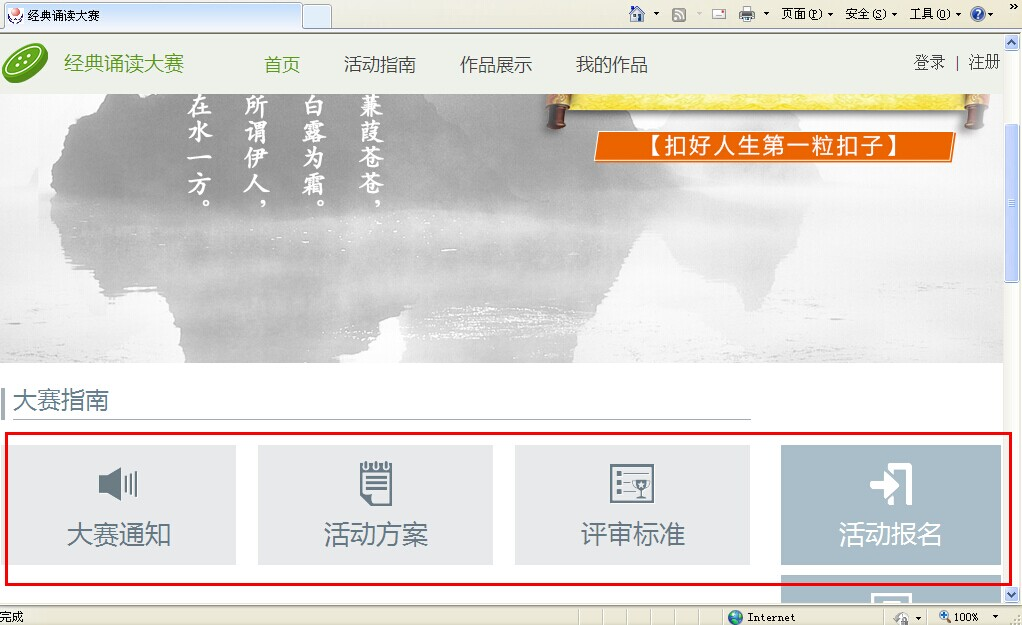 经典诵读大赛
页面(P)
安全(S)
工具(O)
经典诵读大赛
首页
活动指南
作品展示
我的作品
登录 | 注册
蒹葭苍苍，
白露为霜。
所谓伊人，
在水一方。
【扣好人生第一粒扣子】
大赛指南
大赛通知
活动方案
评审标准
活动报名
完成
Internet
100%